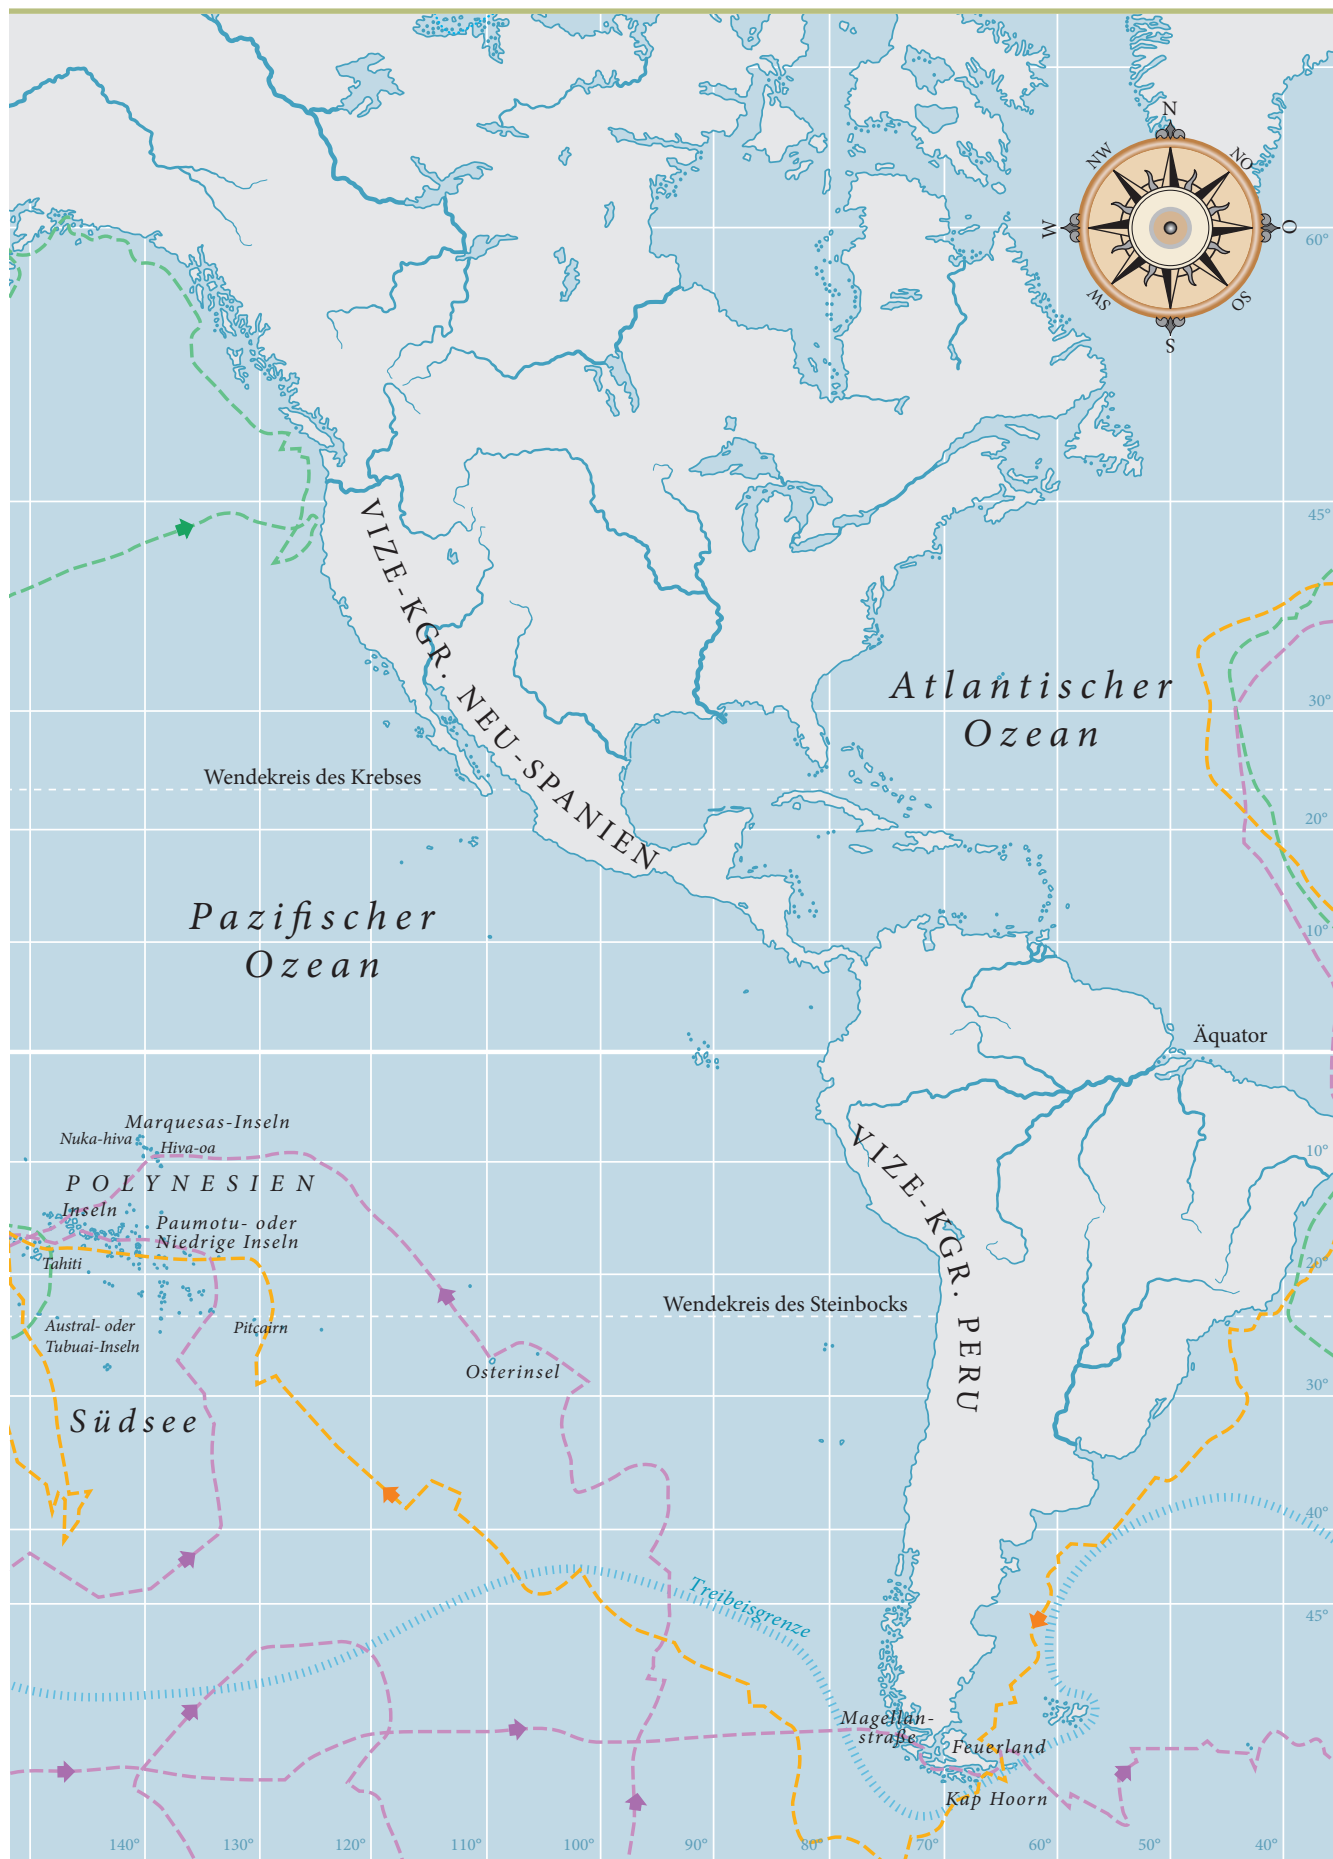 N
NW
NO
W
O
SW
SO
S
60°
45°
VIZE-KGR. NEU-SPANIEN
Atlantischer
Ozean
30°
Wendekreis des Krebses
20°
Pazifischer
Ozean
10°
Äquator
Marquesas-Inseln
Nuka-hiva
Hiva-oa
VIZE-KGR. PERU
10°
POLYNESIEN
Inseln
Paumotu- oder
Niedrige Inseln
Tahiti
20°
Wendekreis des Steinbocks
Austral- oder
Tubuai-Inseln
Pitcairn
Osterinsel
30°
Südsee
40°
Treibeisgrenze
45°
Magellan-
straße
Feuerland
Kap Hoorn
140°
130°
120°
110°
100°
90°
80°
70°
60°
50°
40°